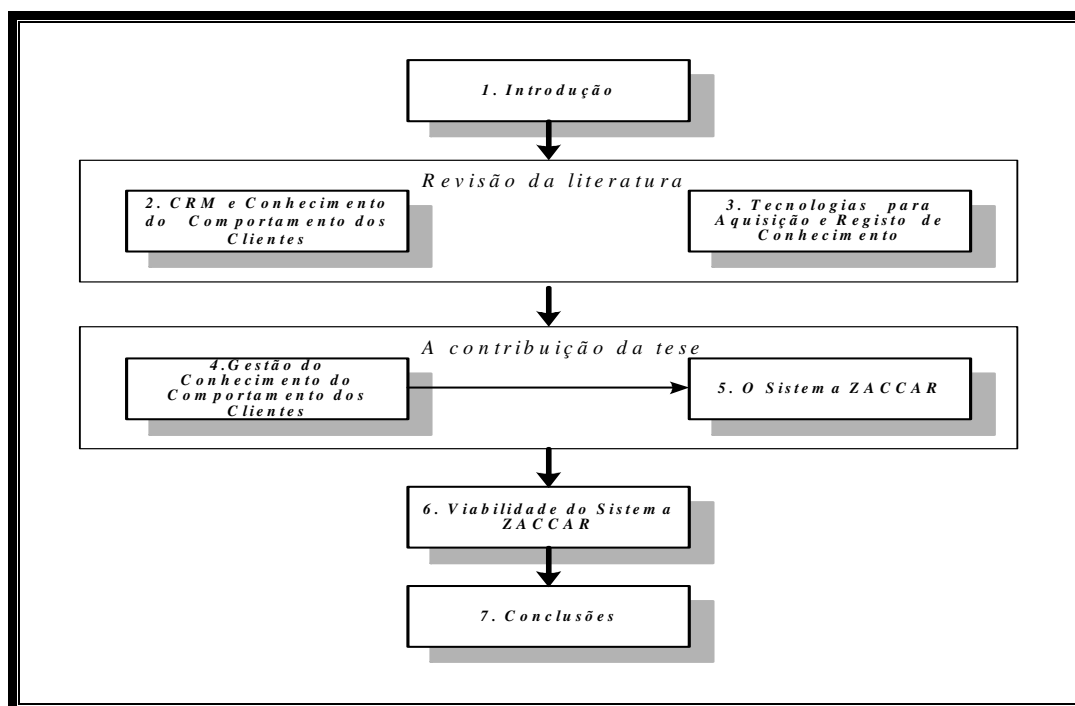 1. Introdução
Revisão da literatura
2. CRM e Conhecimento
do Comportamento dos
Clientes
3. Tecnologias para
Aquisição e Registo de
Conhecimento
A contribuição da tese
4.Gestão do
Conhecimento do
Comportamento dos
Clientes
5. O Sistema ZACCAR
6. Viabilidade do Sistema
ZACCAR
7. Conclusões